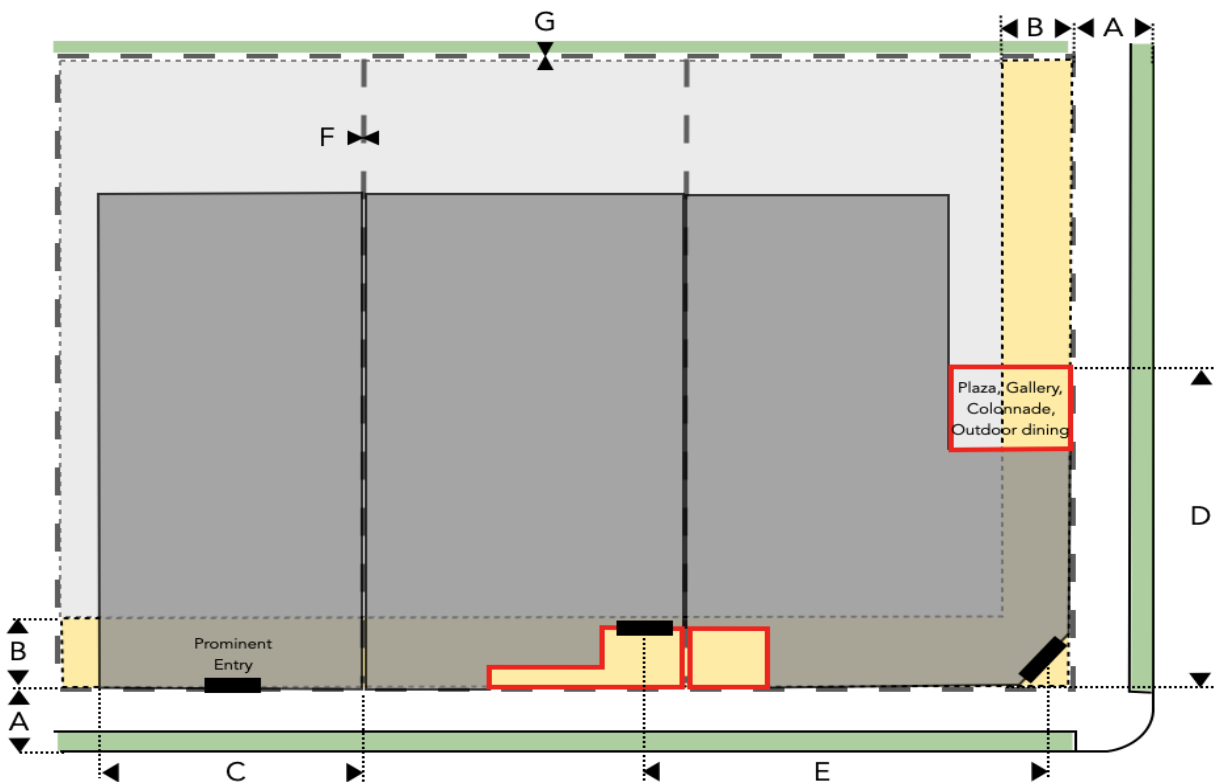 G
B
A
F
Plaza, Gallery,
Colonnade,
Outdoor dining
D
B
Prominent
Entry
A
C
E